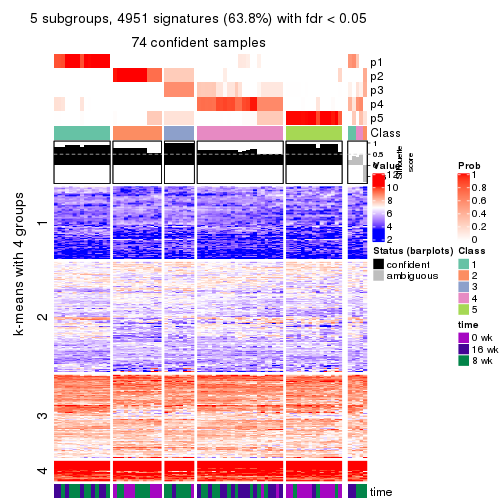 5 subgroups, 4951 signatures (63.8%) with fdr < 0.05
74 confident samples
p1
p2
p3
p4
p5
Class
1
0.5
0
Silhouette
score
k-means with 4 groups
1
2
3
4
time
Value
12
10
8
6
4
2
Prob
1
0.8
0.6
0.4
0.2
0
Status (barplots)
confident
ambiguous
Class
1
2
3
4
5
time
0 wk
16 wk
8 wk